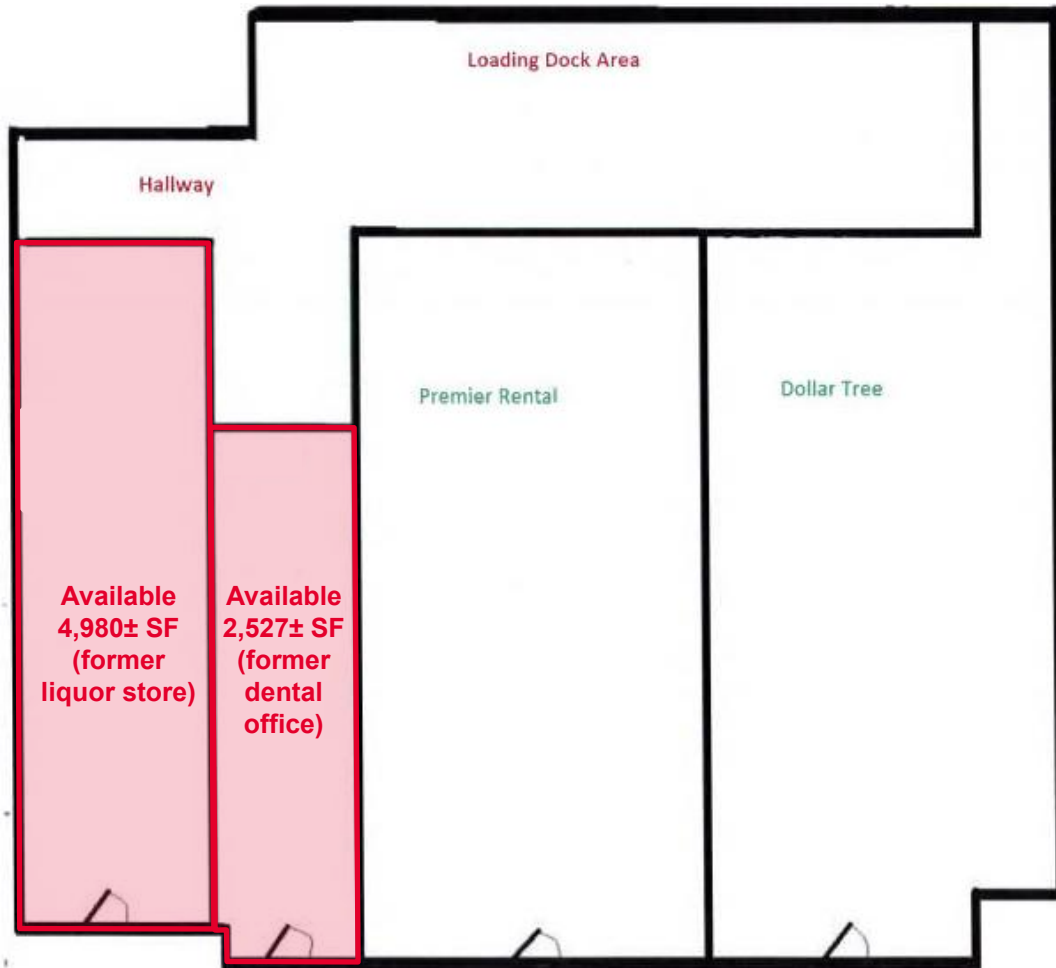 Loading Dock Area
Hallway
Premier Rental
Dollar Tree
Available
4,980± SF
(former
liquor store)
Available
2,527± SF
(former
dental
office)